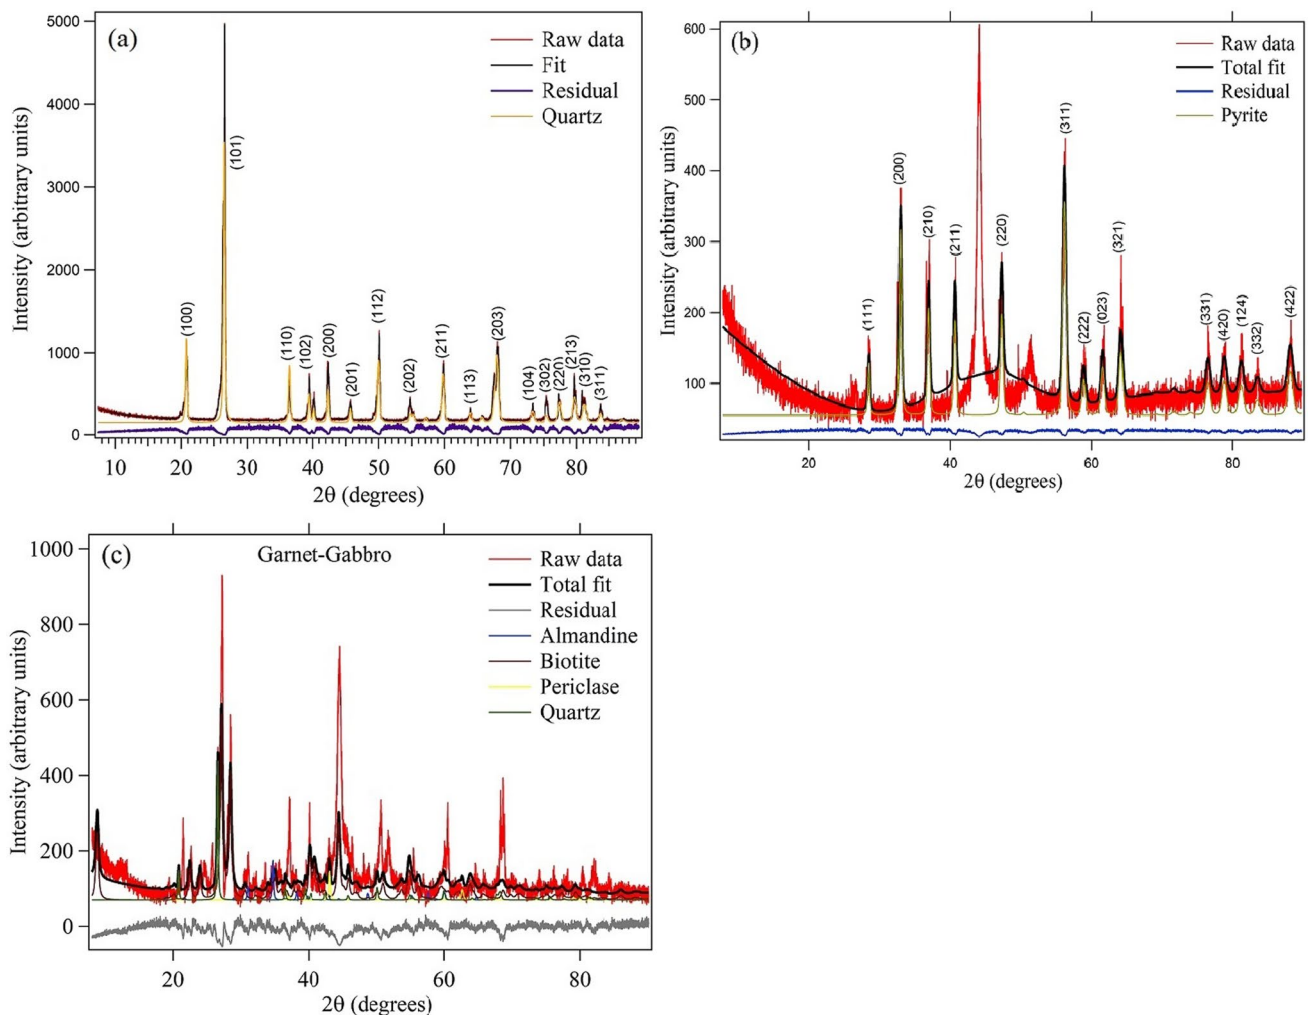 (a)
Raw data
Fit
Residual
Quartz
5000
4000
3000
2000
1000
0
Intensity (arbitrary units)
(100)
(101)
(110)
(102)
(200)
(201)
(112)
(202)
(211)
(113)
(203)
(104)
(302)
(220)
(213)
(310)
(311)
10 20 30 40 50 60 70 80
2θ (degrees)
(b)
Raw data
Total fit
Residual
Pyrite
600
500
400
300
200
100
Intensity (arbitrary units)
(111)
(200)
(210)
(211)
(220)
(311)
(222)
(023)
(321)
(331)
(420)
(124)
(332)
(422)
20 40 60 80
2θ (degrees)
(c) Garnet-Gabbro
Raw data
Total fit
Residual
Almandine
Biotite
Periclase
Quartz
1000
800
600
400
200
0
Intensity (arbitrary units)
20 40 60 80
2θ (degrees)